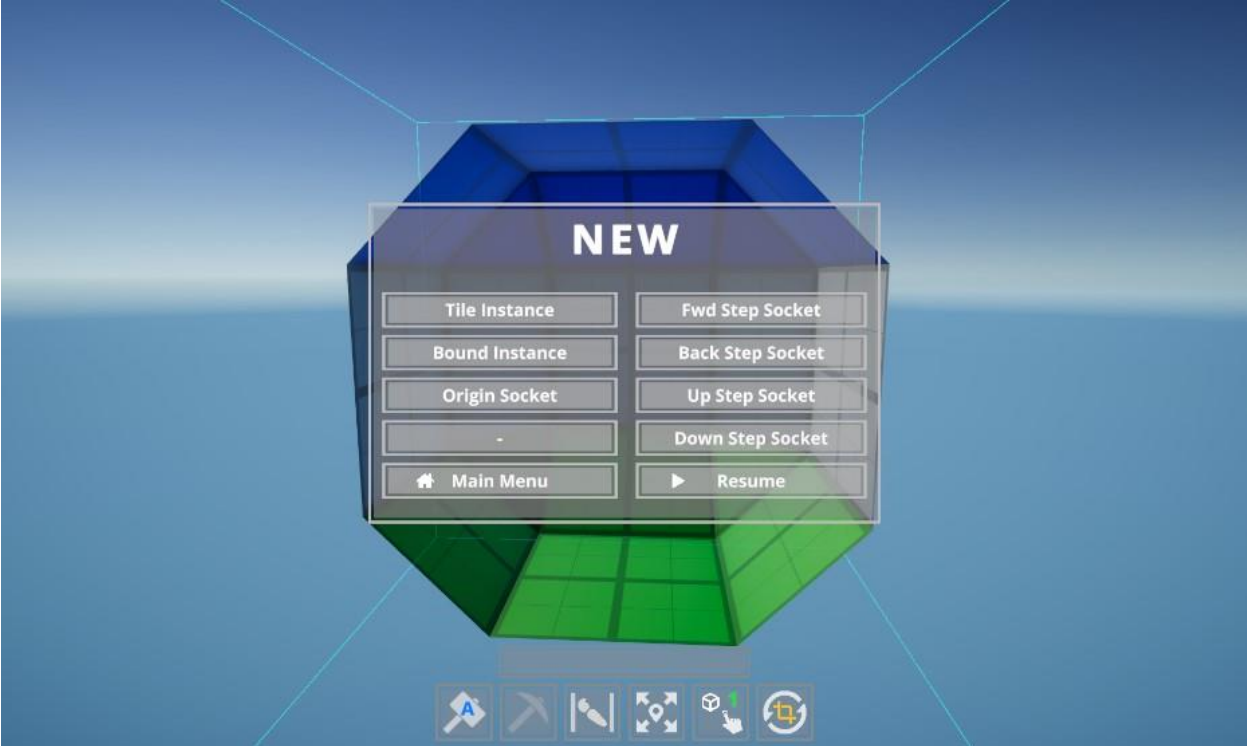 NEW
Tile Instance
Fwd Step Socket
Bound Instance
Back Step Socket
Origin Socket
Up Step Socket
-
Down Step Socket
Main Menu
Resume
A
1